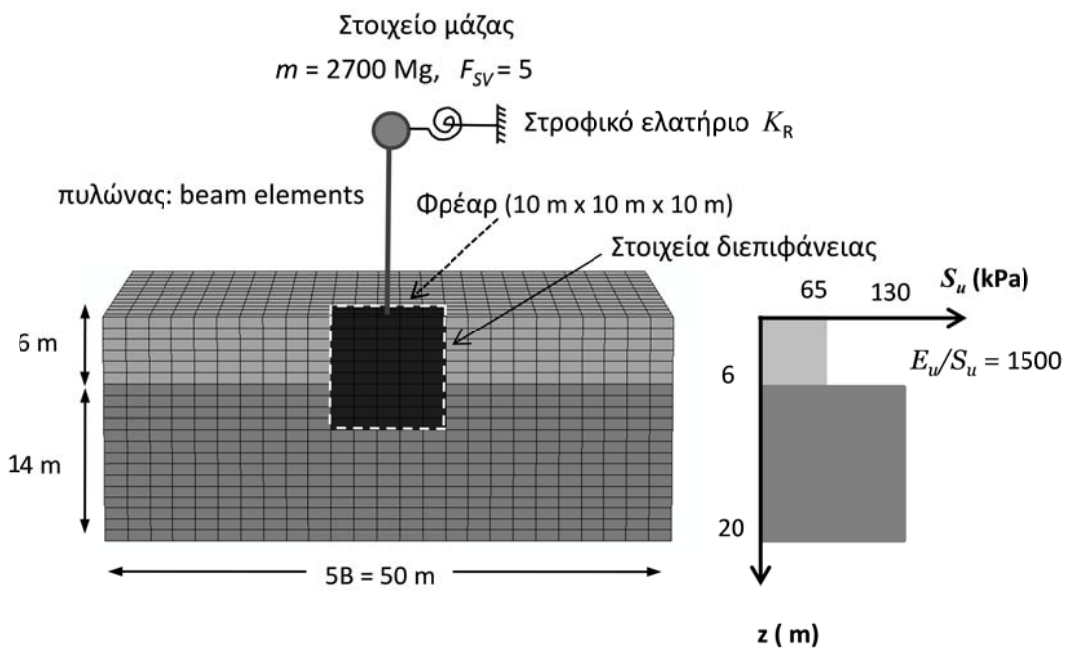 Στοιχείο μάζας
m = 2700 Mg, F_SV = 5
Στροφικό ελατήριο K_R
πυλώνας: beam elements
Φρέαρ (10 m x 10 m x 10 m)
Στοιχεία διεπιφάνειας
65 130 S_u (kPa)
6 m
6
E_u/S_u = 1500
14 m
20
5B = 50 m
z ( m)